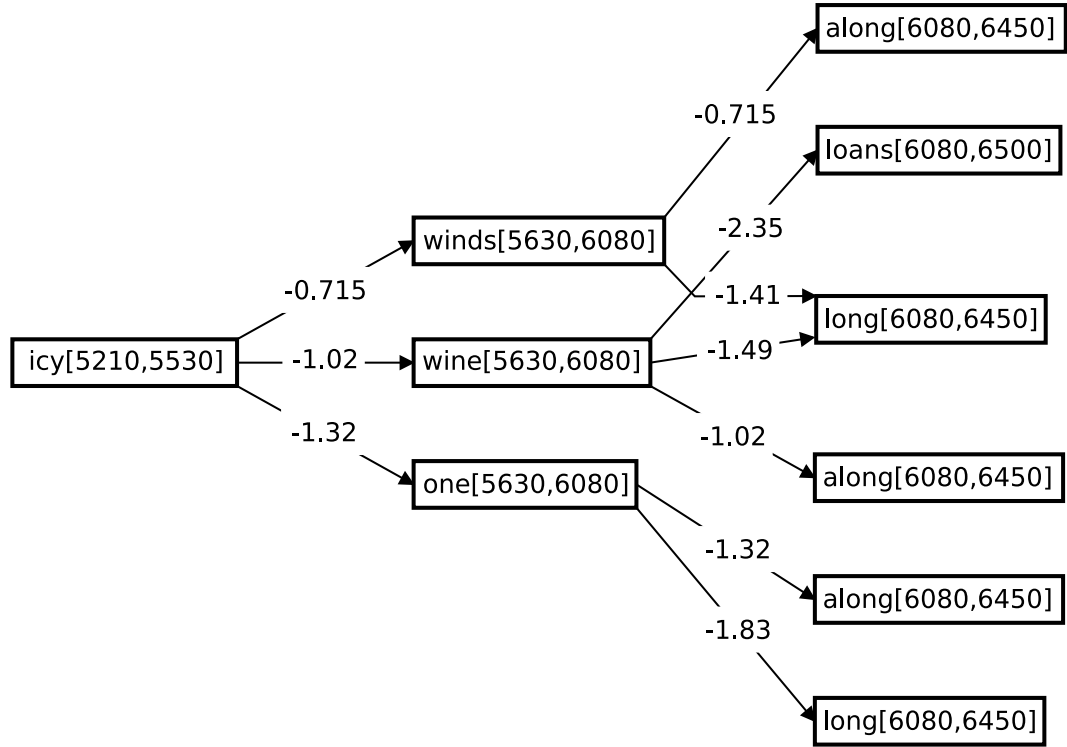 along[6080,6450]
-0.715
loans[6080,6500]
-2.35
winds[5630,6080]
-0.715
-1.41
long[6080,6450]
icy[5210,5530]
-1.02
wine[5630,6080]
-1.49
-1.32
-1.02
one[5630,6080]
along[6080,6450]
-1.32
along[6080,6450]
-1.83
long[6080,6450]